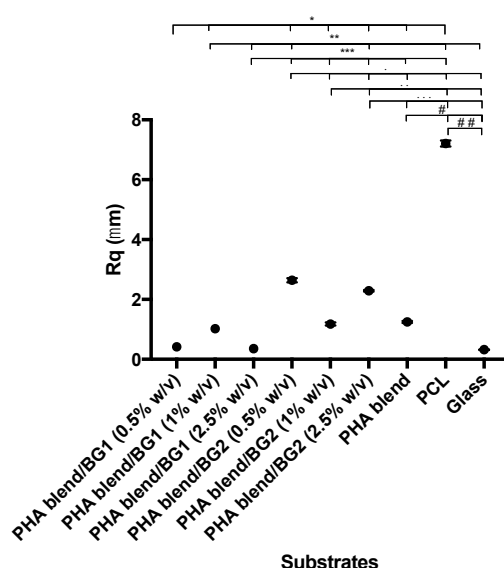 *
**
***
.
. .
. . .
#
# #
8
6
4
2
0
Rq (mm)
PHA blend/BG1 (0.5% w/v)
PHA blend/BG1 (1% w/v)
PHA blend/BG1 (2.5% w/v)
PHA blend/BG2 (0.5% w/v)
PHA blend/BG2 (1% w/v)
PHA blend/BG2 (2.5% w/v)
PHA blend
PCL
Glass
Substrates